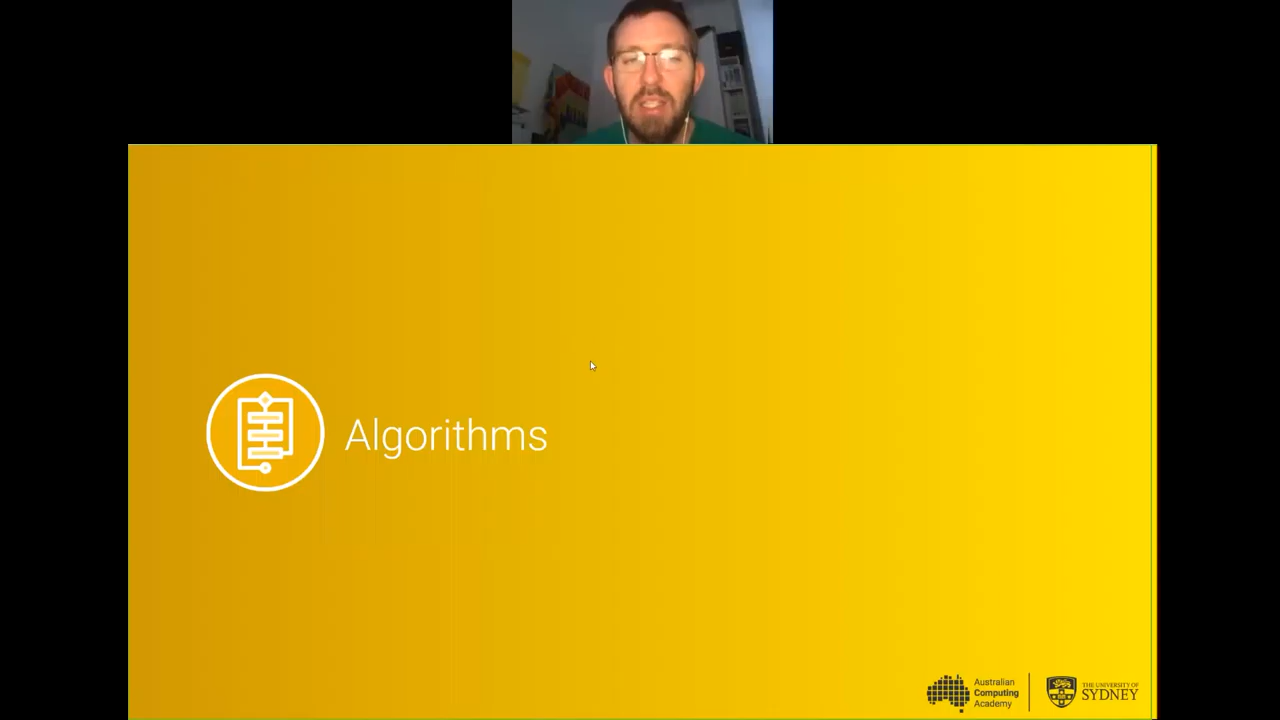 Algorithms
Australian
Computing
Academy
THE UNIVERSITY OF
SYDNEY